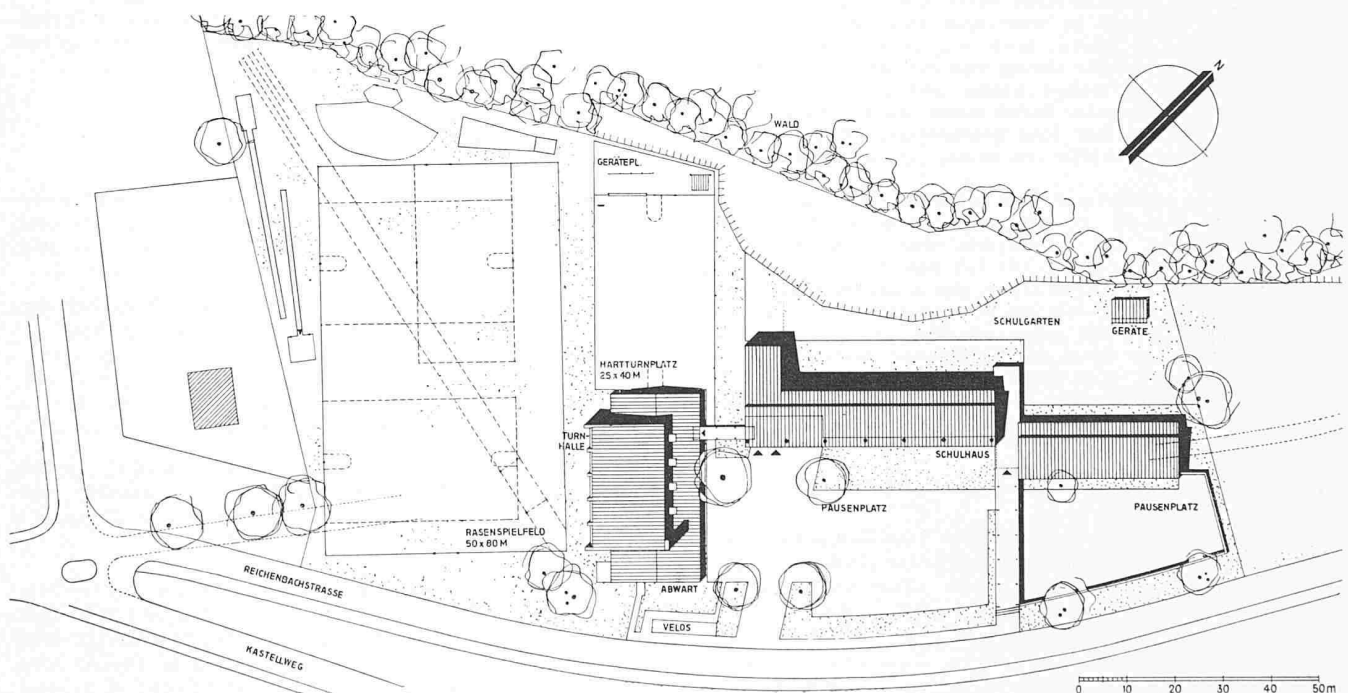 N
WALD
GERÄTEPL.
SCHULGARTEN
GERÄTE
HARTTURNPLATZ
25 x 40 M
TURN-
HALLE
SCHULHAUS
PAUSENPLATZ
PAUSENPLATZ
RASENSPIELFELD
50 x 80 M
ABWART
VELOS
REICHENBACHSTRASSE
KASTELLWEG
0 10 20 30 40 50 m